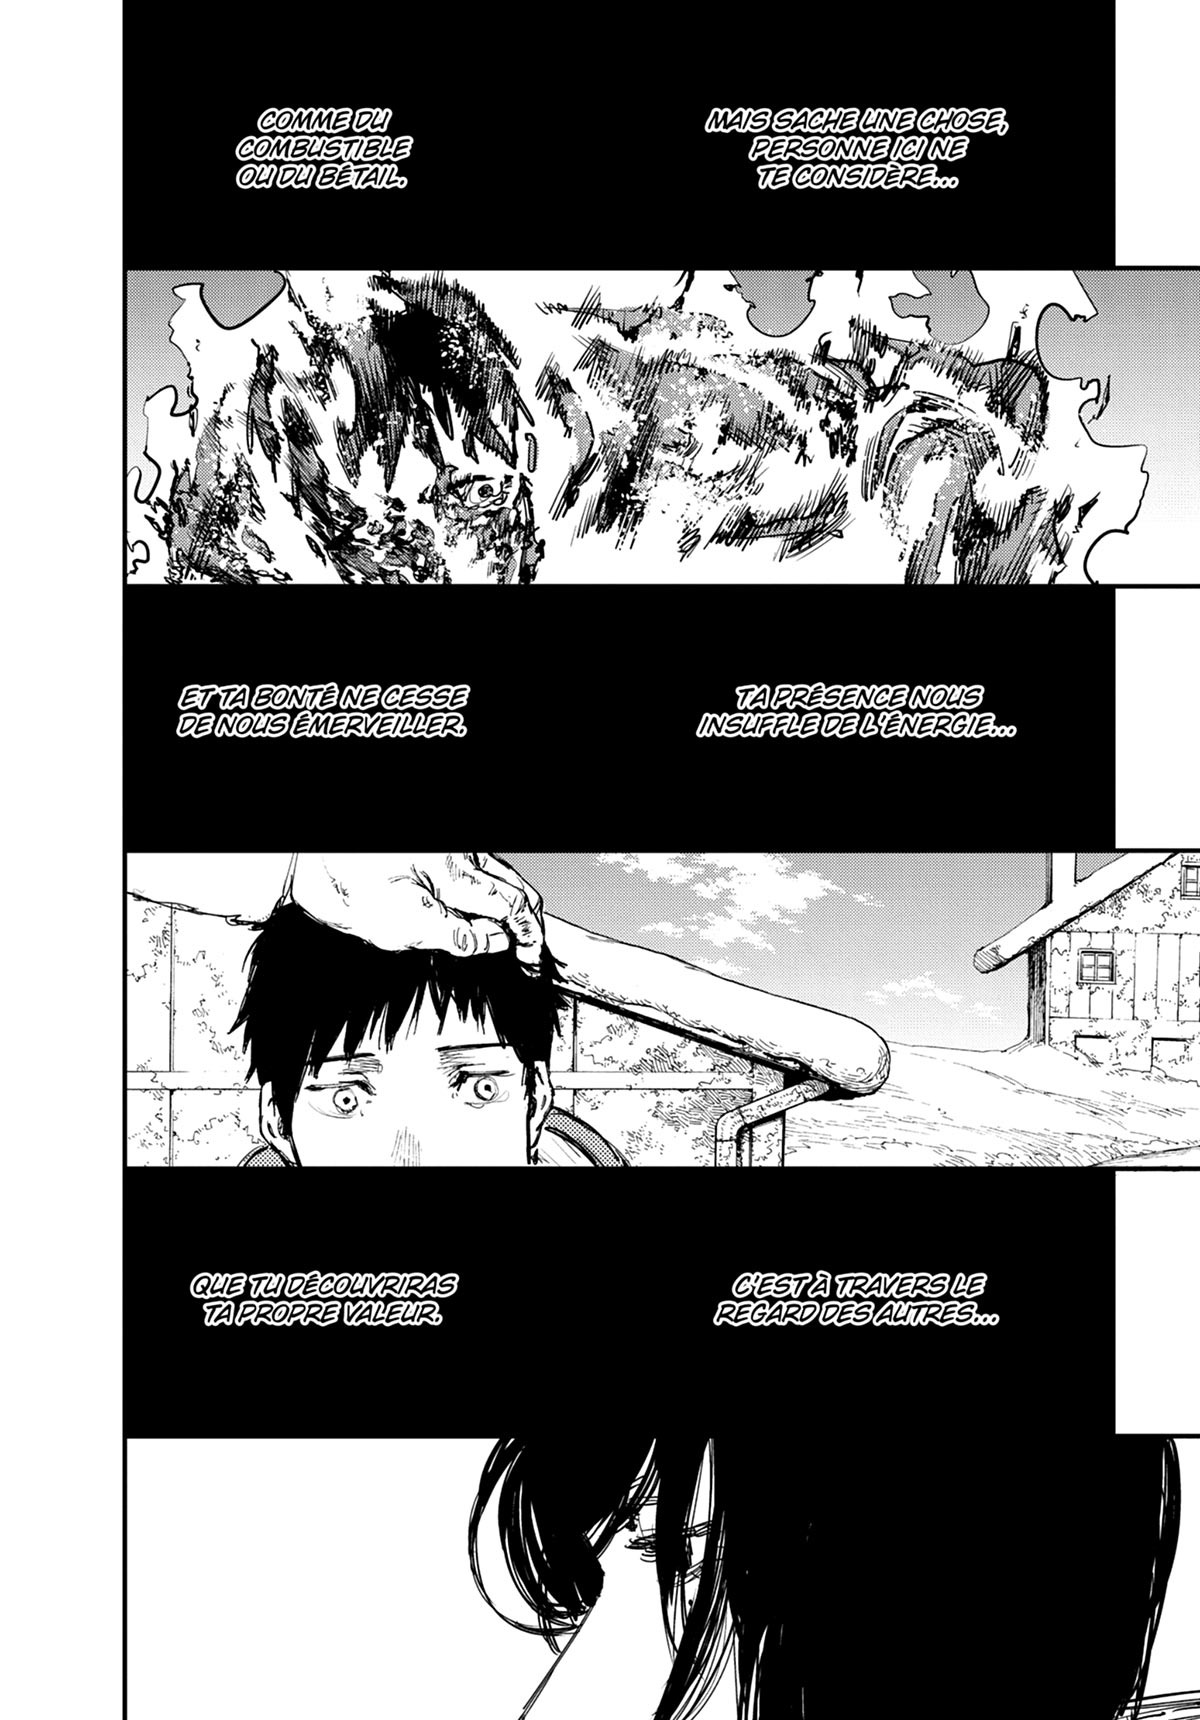 MAIS SACHE UNE CHOSE,
PERSONNE ICI NE
TE CONSIDÈRE...
COMME DU
COMBUSTIBLE
OU DU BÉTAIL.
TA PRÉSENCE NOUS
INSUFFLE DE L'ÉNERGIE...
ET TA BONTÉ NE CESSE
DE NOUS ÉMERVEILLER.
C'EST À TRAVERS LE
REGARD DES AUTRES...
QUE TU DÉCOUVRIRAS
TA PROPRE VALEUR.